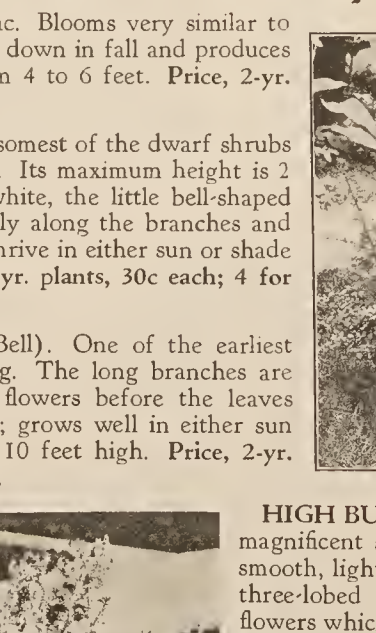 ac. Blooms very similar to
down in fall and produces
m 4 to 6 feet. Price, 2-yr.
somest of the dwarf shrubs
Its maximum height is 2
white, the little bell-shaped
ly along the branches and
hrive in either sun or shade
yr. plants, 30c each; 4 for
Bell). One of the earliest
g. The long branches are
flowers before the leaves
; grows well in either sun
10 feet high. Price, 2-yr.
HIGH BU
magnificent
smooth, ligh
three-lobed
flowers whic